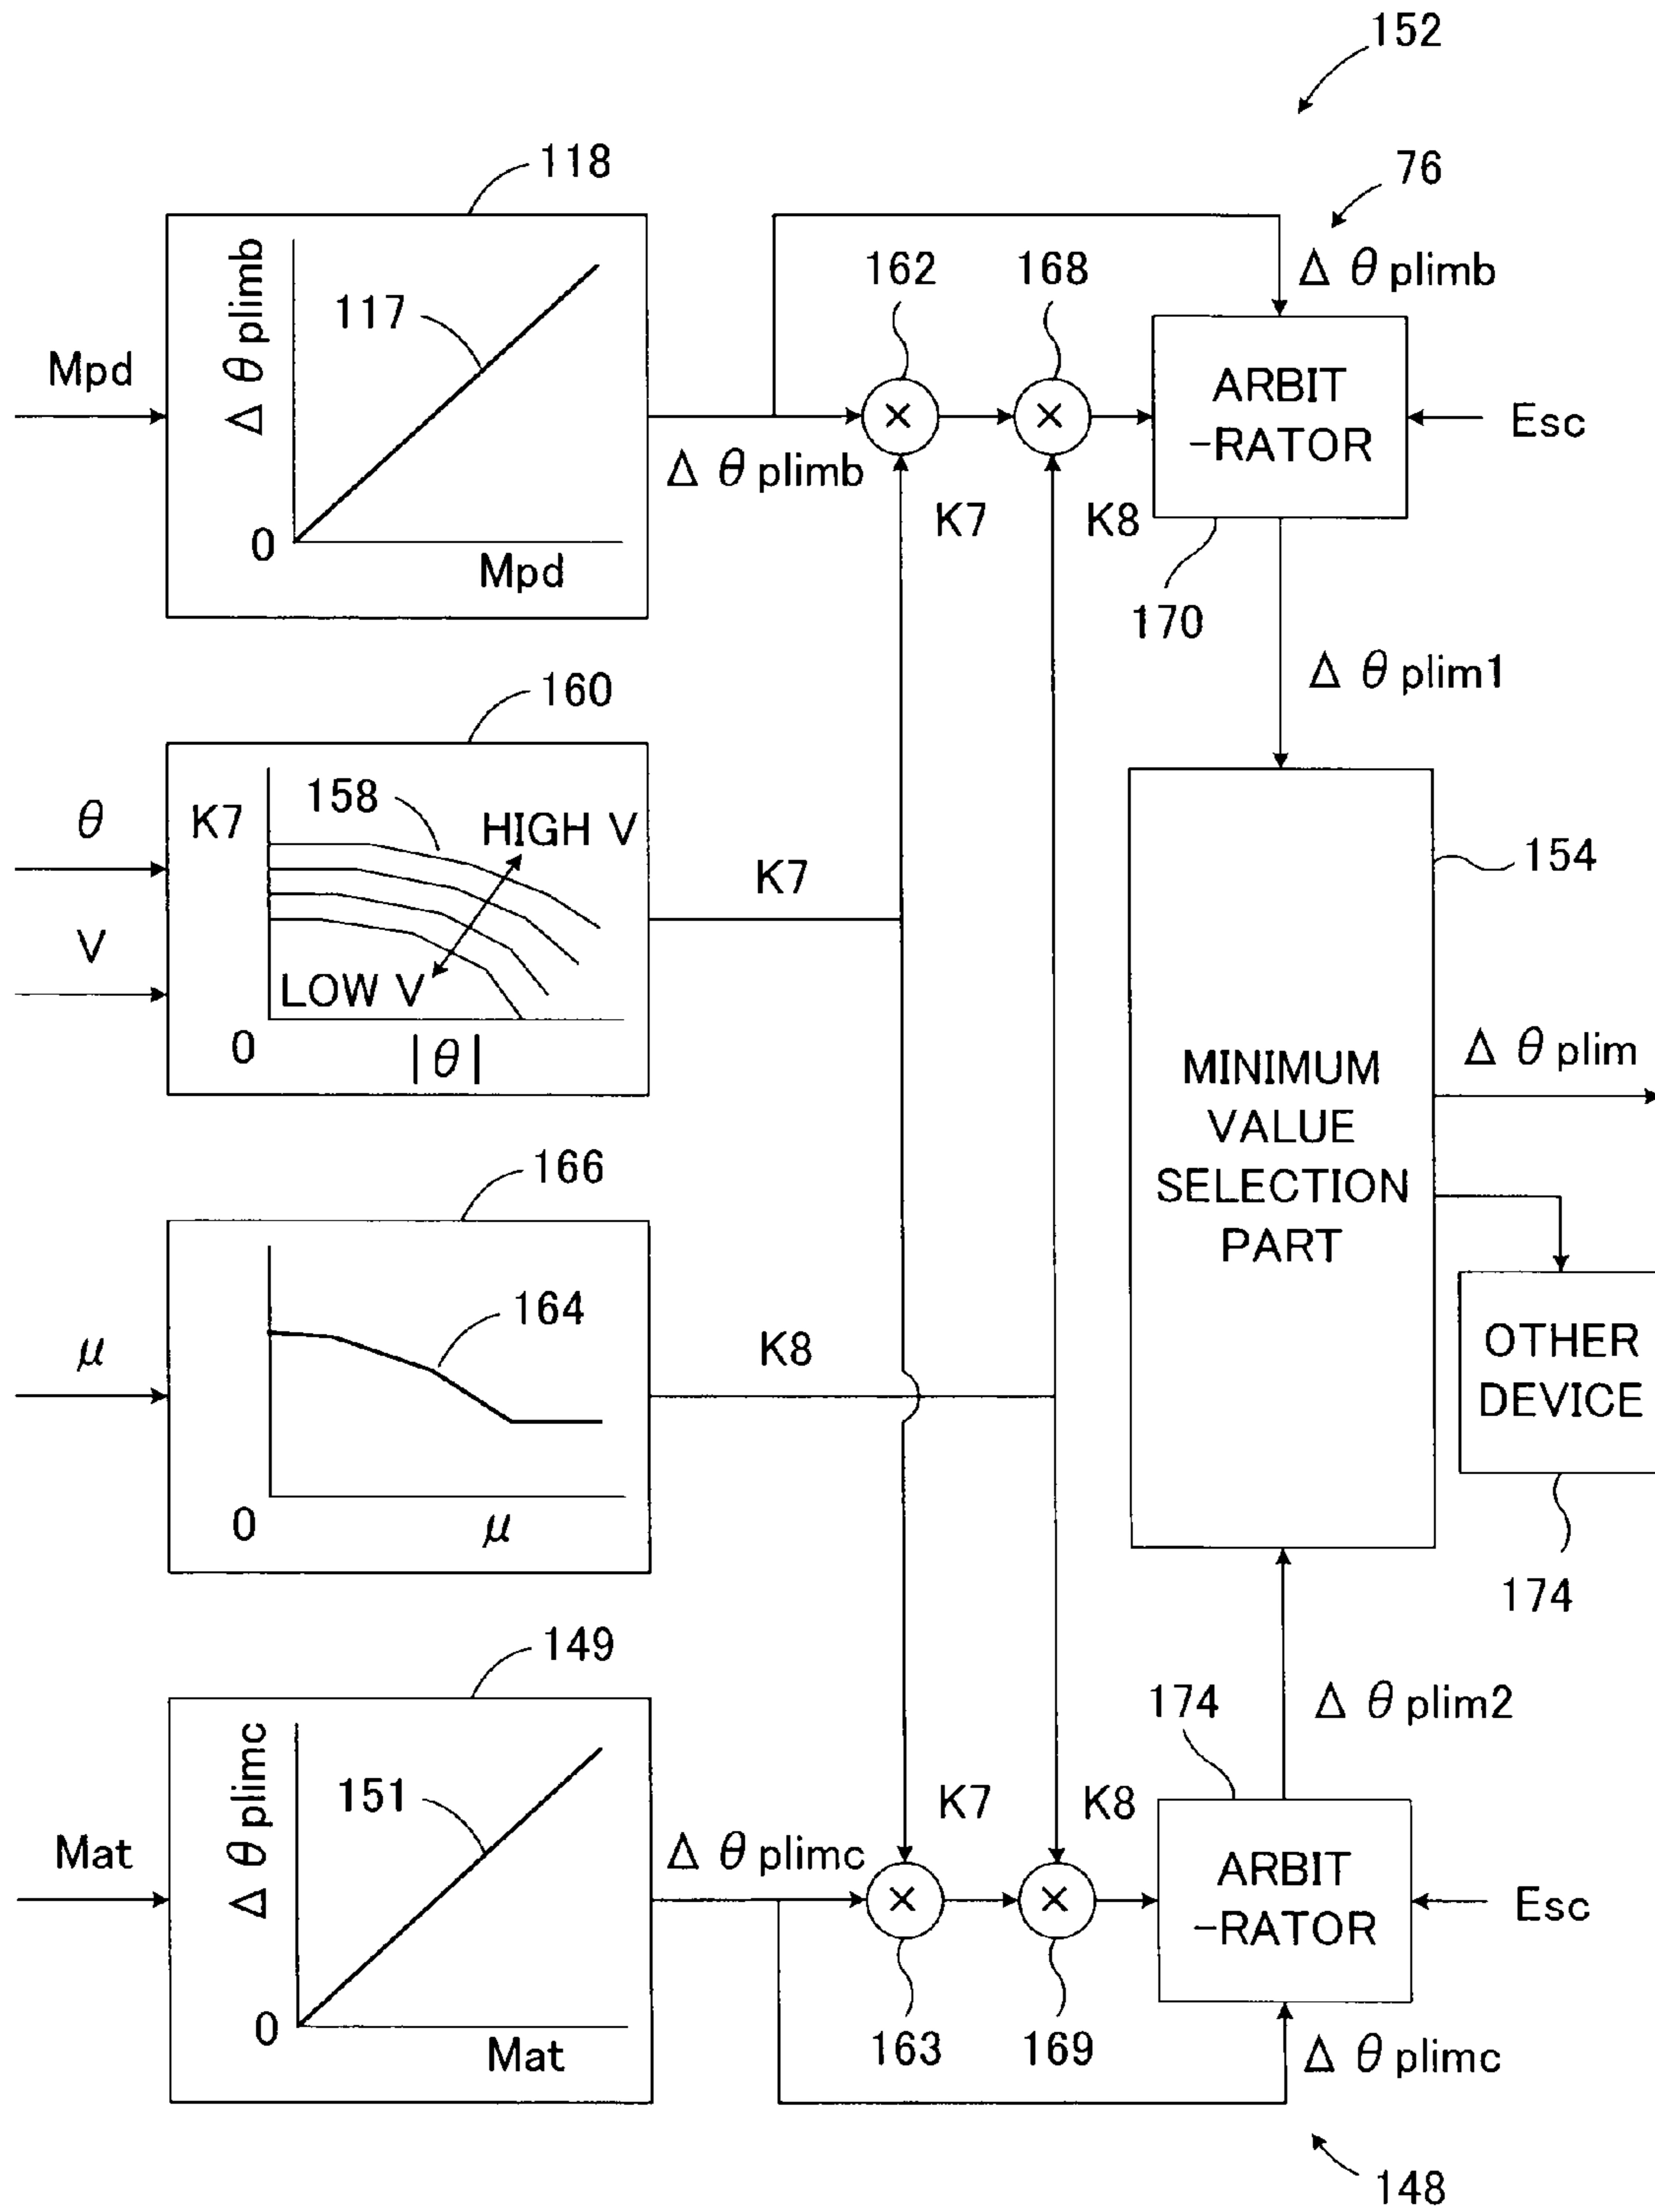 152
118
76
Δ θ plimb
117
162
168
Δ θ plimb
Mpd
ARBIT
-RATOR
Esc
Δ θ plimb
K7
K8
0
Mpd
170
160
Δ θ plim1
θ
K7
158
HIGH V
154
K7
V
LOW V
0
|θ|
MINIMUM
VALUE
SELECTION
PART
Δ θ plim
166
164
μ
K8
OTHER
DEVICE
0
μ
174
149
174
Δ θ plim2
Δ θ plimc
151
K7
K8
Mat
Δ θ plimc
ARBIT
-RATOR
Esc
0
Mat
163
169
Δ θ plimc
148